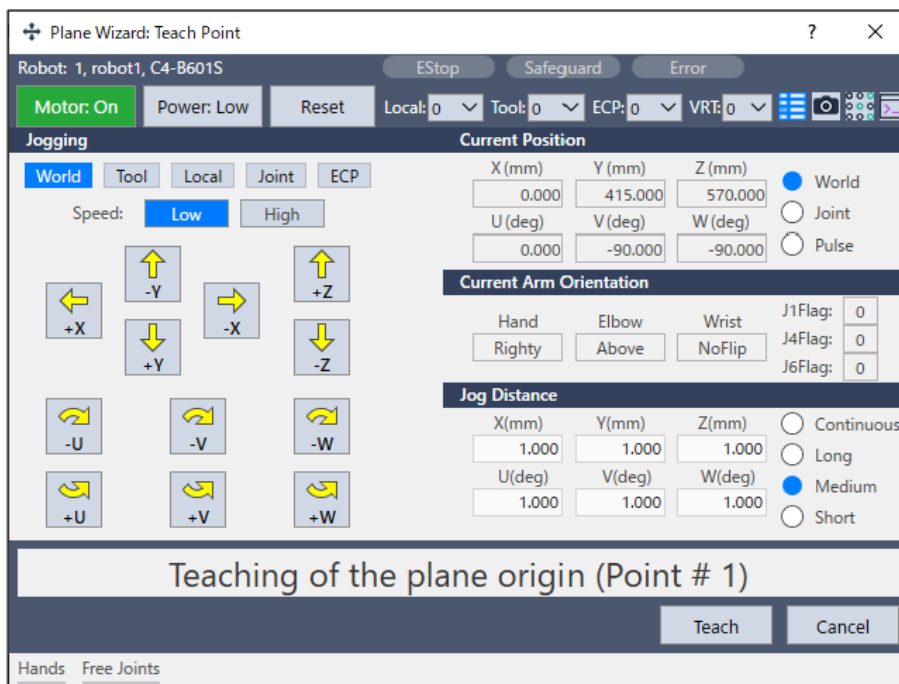 Plane Wizard: Teach Point ?
Robot: 1, robot1, C4-B601S EStop Safeguard Error
Motor: On Power: Low Reset Local: 0 Tool: 0 ECP: 0 VRT: 0
Jogging
World Tool Local Joint ECP
Speed: Low High
-Y +Z
+X -X
+Y -Z
-U -V -W
+U +V +W
Current Position
X (mm) Y (mm) Z (mm)
0.000 415.000 570.000
U (deg) V (deg) W (deg)
0.000 -90.000 -90.000
World
Joint
Pulse
Current Arm Orientation
Hand Elbow Wrist
Righty Above NoFlip
J1Flag: 0
J4Flag: 0
J6Flag: 0
Jog Distance
X(mm) Y(mm) Z(mm)
1.000 1.000 1.000
U(deg) V(deg) W(deg)
1.000 1.000 1.000
Continuous
Long
Medium
Short
Teaching of the plane origin (Point # 1)
Teach Cancel
Hands Free Joints